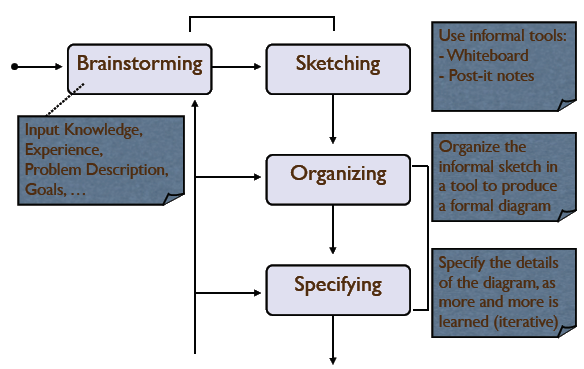 Brainstorming
Sketching
Use informal tools:
- Whiteboard
- Post-it notes
Input Knowledge,
Experience,
Problem Description,
Goals, ...
Organizing
Organize the
informal sketch in
a tool to produce
a formal diagram
Specifying
Specify the details
of the diagram, as
more and more is
learned (iterative)